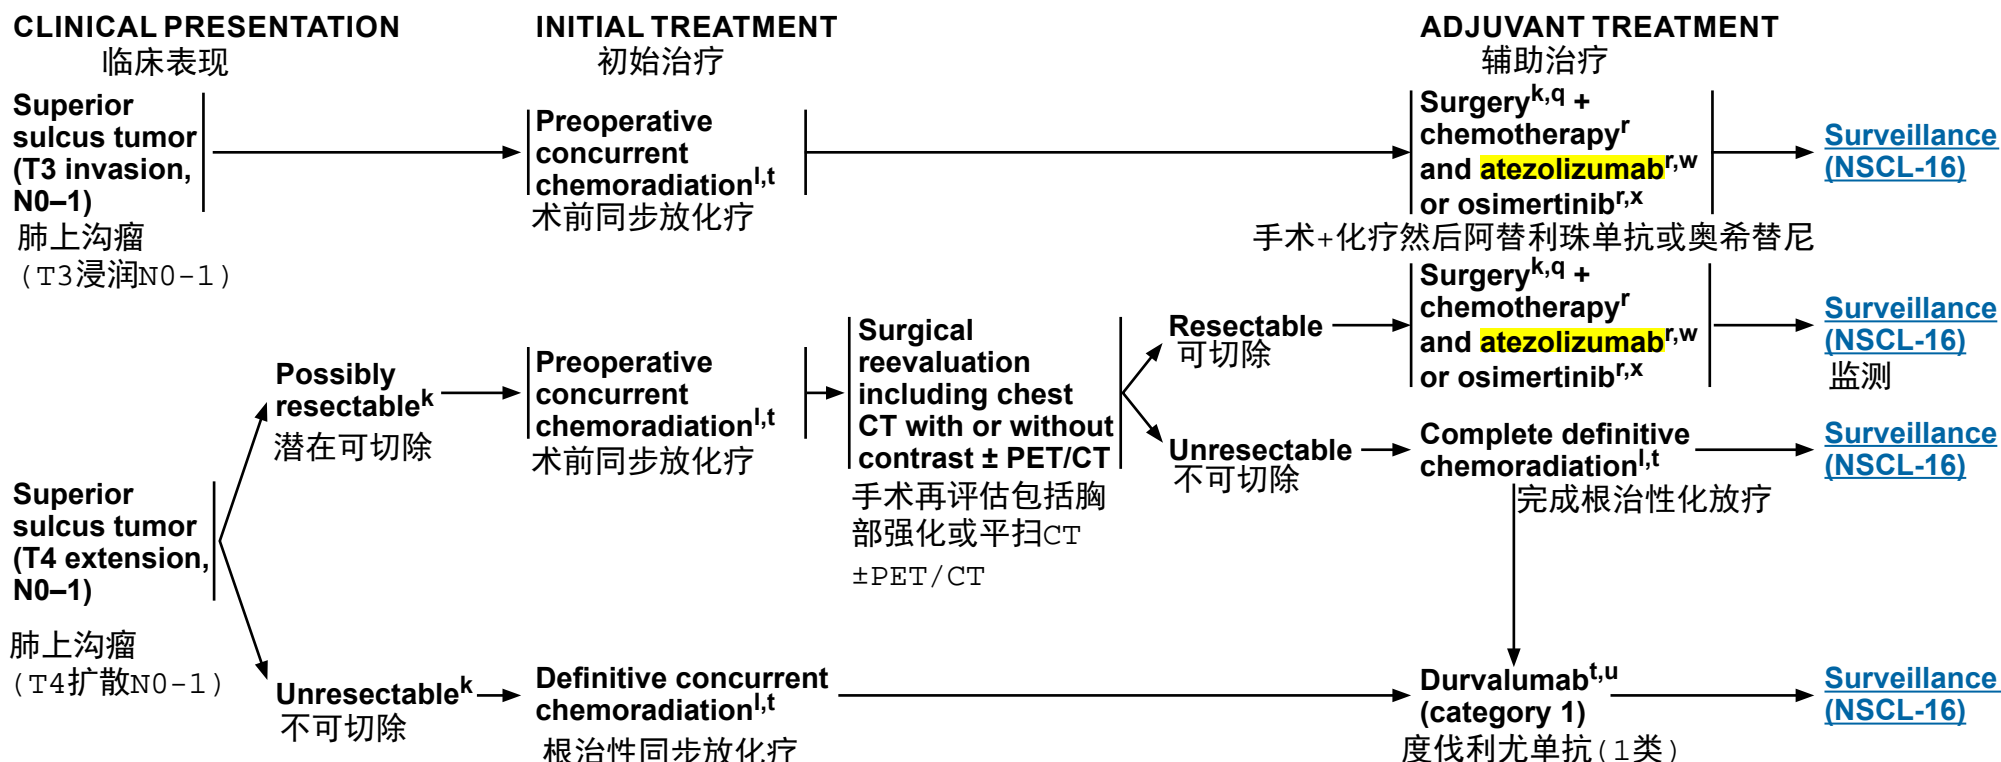 CLINICAL PRESENTATION
临床表现
INITIAL TREATMENT
初始治疗
ADJUVANT TREATMENT
辅助治疗
Superior
sulcus tumor
(T3 invasion,
N0–1)
肺上沟瘤
(T3浸润N0-1)
Preoperative
concurrent
chemoradiationl,t
术前同步放化疗
Surgeryk,q +
chemotherapyr
and atezolizumabr,w
or osimertinibr,x
手术+化疗然后阿替利珠单抗或奥希替尼
Surveillance
(NSCL-16)
Superior
sulcus tumor
(T4 extension,
N0–1)
肺上沟瘤
(T4扩散N0-1)
Possibly
resectablek
潜在可切除
Preoperative
concurrent
chemoradiationl,t
术前同步放化疗
Surgical
reevaluation
including chest
CT with or without
contrast ± PET/CT
手术再评估包括胸
部强化或平扫CT
±PET/CT
Resectable
可切除
Surgeryk,q +
chemotherapyr
and atezolizumabr,w
or osimertinibr,x
Surveillance
(NSCL-16)
监测
Unresectable
不可切除
Complete definitive
chemoradiationl,t
完成根治性化放疗
Surveillance
(NSCL-16)
Unresectablek
不可切除
Definitive concurrent
chemoradiationl,t
根治性同步放化疗
Durvalumabt,u
(category 1)
度伐利尤单抗(1类)
Surveillance
(NSCL-16)